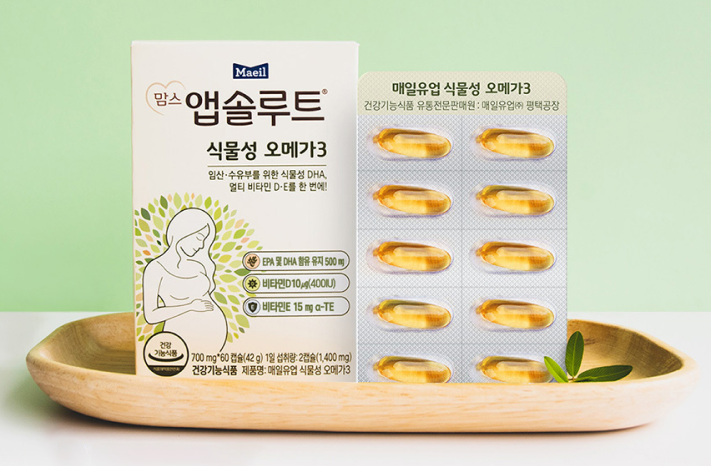 Maeil
맘스
앱솔루트®
식물성 오메가3
임산·수유부를 위한 식물성 DHA,
멀티 비타민 D·E를 한 번에!
EPA 및 DHA 함유 유지 500 mg
비타민D10㎍(400IU)
비타민E 15 mg α-TE
건강
기능식품
700 mg*60 캡슐(42 g) 1일 섭취량: 2캡슐(1,400 mg)
건강기능식품 제품명: 매일유업 식물성 오메가3
매일유업 식물성 오메가3
건강기능식품 유통전문판매원 : 매일유업㈜ 평택공장